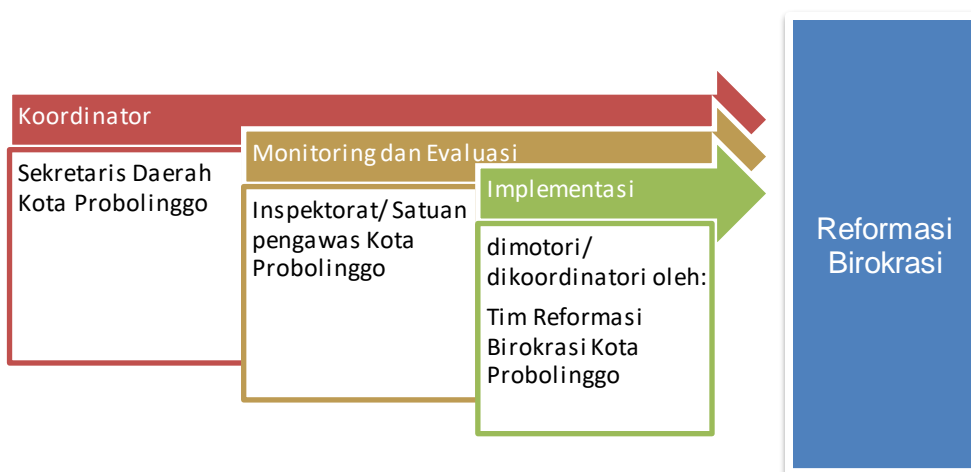 Koordinator
Sekretaris Daerah
Kota Probolinggo
Monitoring dan Evaluasi
Inspektorat/ Satuan
pengawas Kota
Probolinggo
Implementasi
dimotori/
dikoordinatori oleh:
Tim Reformasi
Birokrasi Kota
Probolinggo
Reformasi
Birokrasi